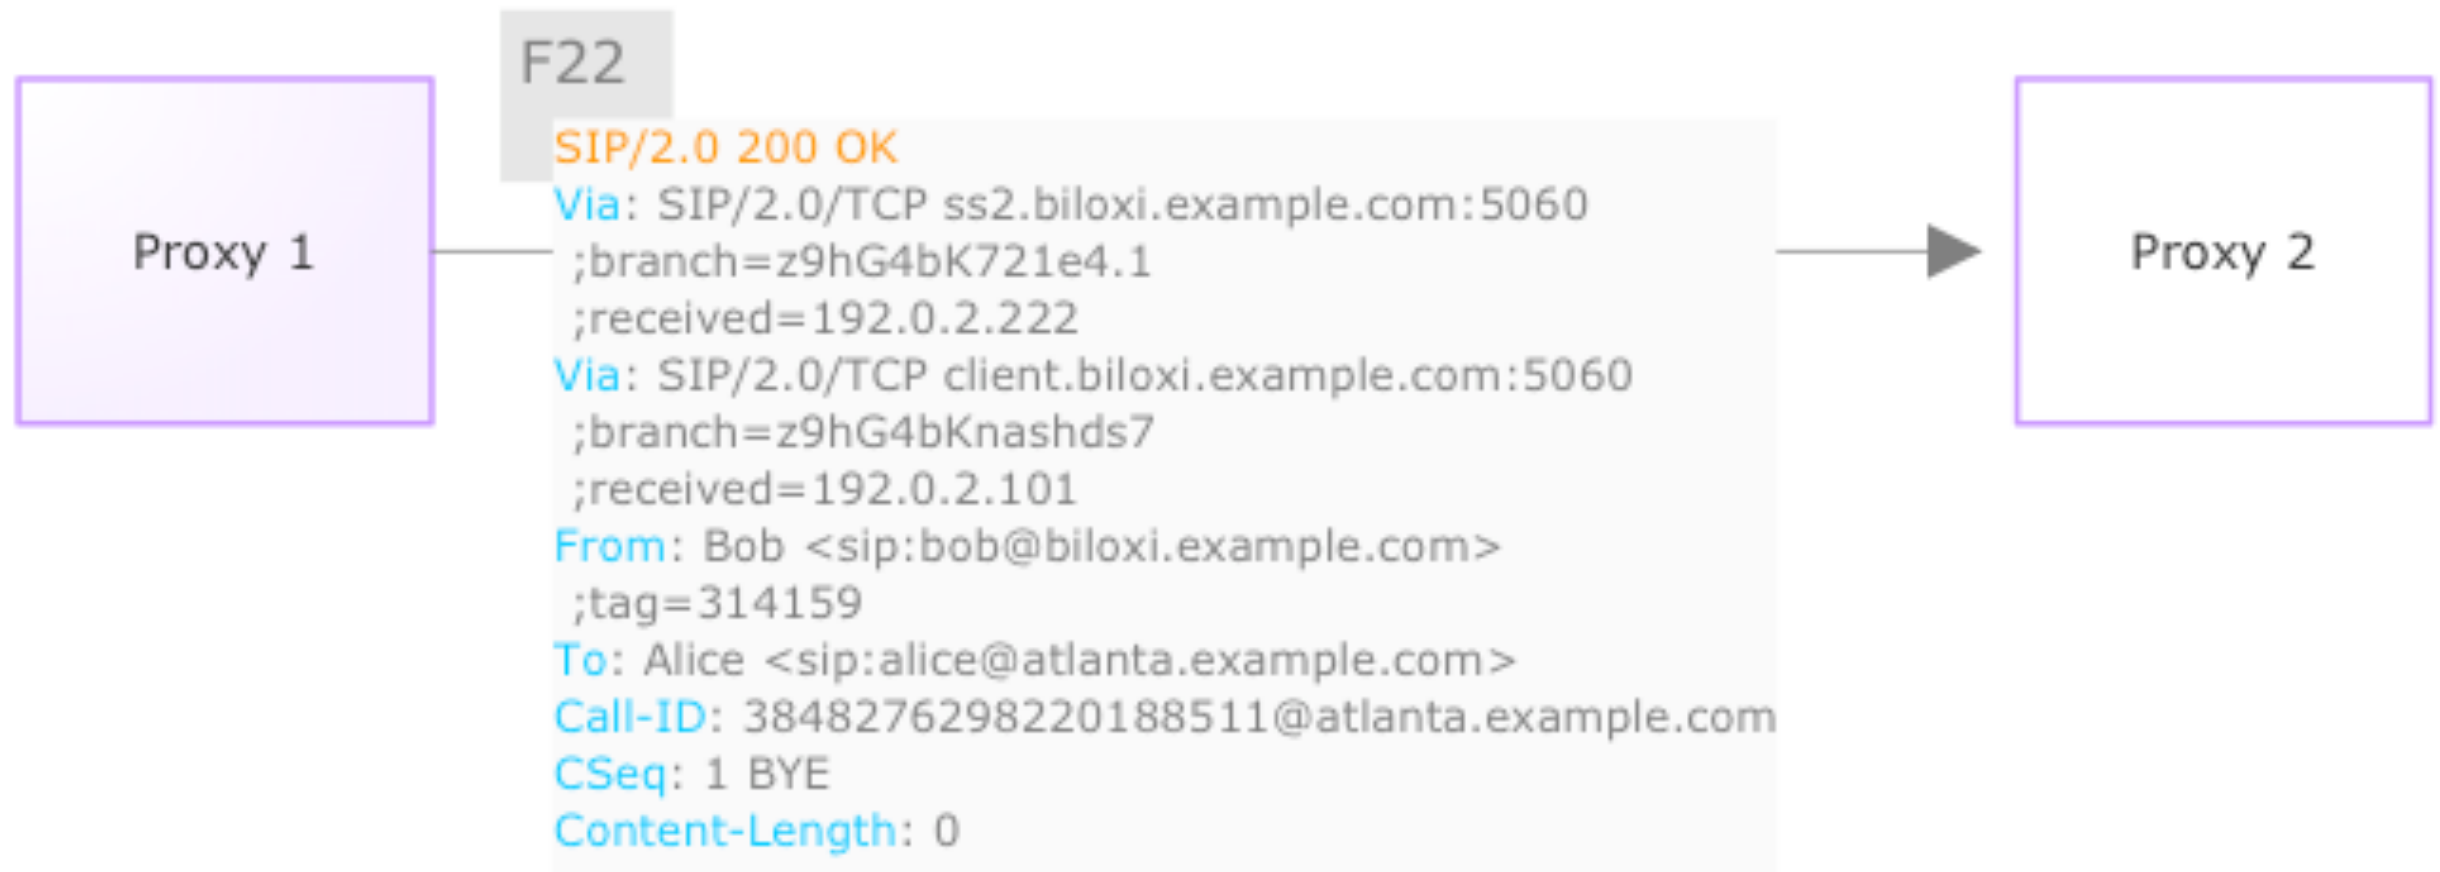 F22
Proxy 1
SIP/2.0 200 OK
Via: SIP/2.0/TCP ss2.biloxi.example.com:5060
;branch=z9hG4bK721e4.1
;received=192.0.2.222
Via: SIP/2.0/TCP client.biloxi.example.com:5060
;branch=z9hG4bKnashds7
;received=192.0.2.101
From: Bob <sip:bob@biloxi.example.com>
;tag=314159
To: Alice <sip:alice@atlanta.example.com>
Call-ID: 3848276298220188511@atlanta.example.com
CSeq: 1 BYE
Content-Length: 0
Proxy 2